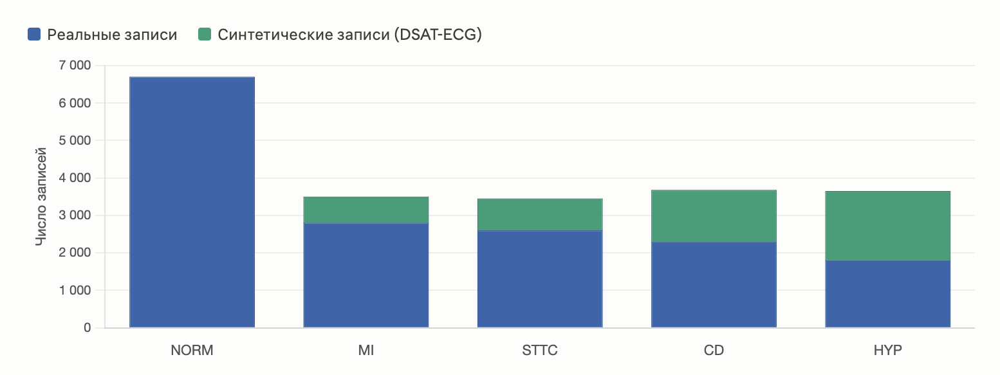 Реальные записи
Синтетические записи (DSAT-ECG)
7 000
6 000
5 000
4 000
3 000
2 000
1 000
0
Число записей
NORM
MI
STTC
CD
HYP